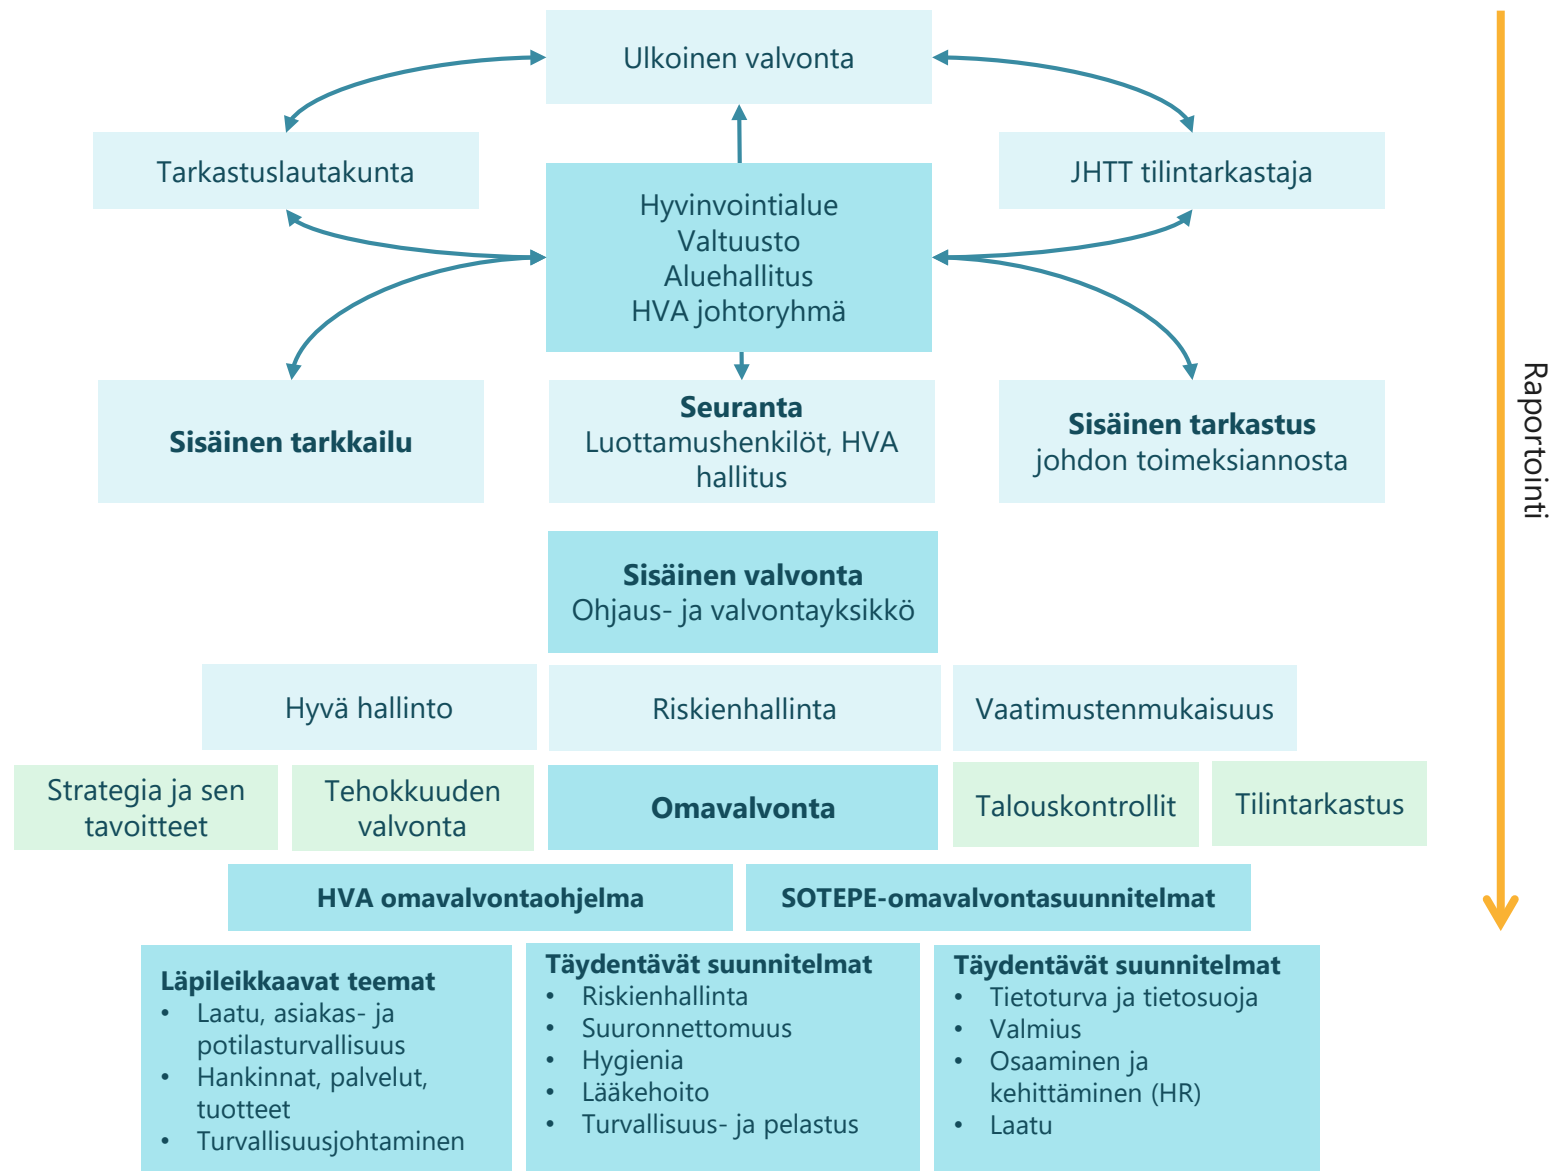 Ulkoinen valvonta
Tarkastuslautakunta
JHTT tilintarkastaja
Hyvinvointialue
Valtuusto
Aluehallitus
HVA johtoryhmä
Sisäinen tarkkailu
Seuranta
Luottamushenkilöt, HVA
hallitus
Sisäinen tarkastus
johdon toimeksiannosta
Raportointi
Sisäinen valvonta
Ohjaus- ja valvontayksikkö
Hyvä hallinto
Riskienhallinta
Vaatimustenmukaisuus
Strategia ja sen
tavoitteet
Tehokkuuden
valvonta
Omavalvonta
Talouskontrollit
Tilintarkastus
HVA omavalvontaohjelma
SOTEPE-omavalvontasuunnitelmat
Läpileikkaavat teemat
• Laatu, asiakas- ja
potilasturvallisuus
• Hankinnat, palvelut,
tuotteet
• Turvallisuusjohtaminen
Täydentävät suunnitelmat
• Riskienhallinta
• Suuronnettomuus
• Hygienia
• Lääkehoito
• Turvallisuus- ja pelastus
Täydentävät suunnitelmat
• Tietoturva ja tietosuoja
• Valmius
• Osaaminen ja
kehittäminen (HR)
• Laatu